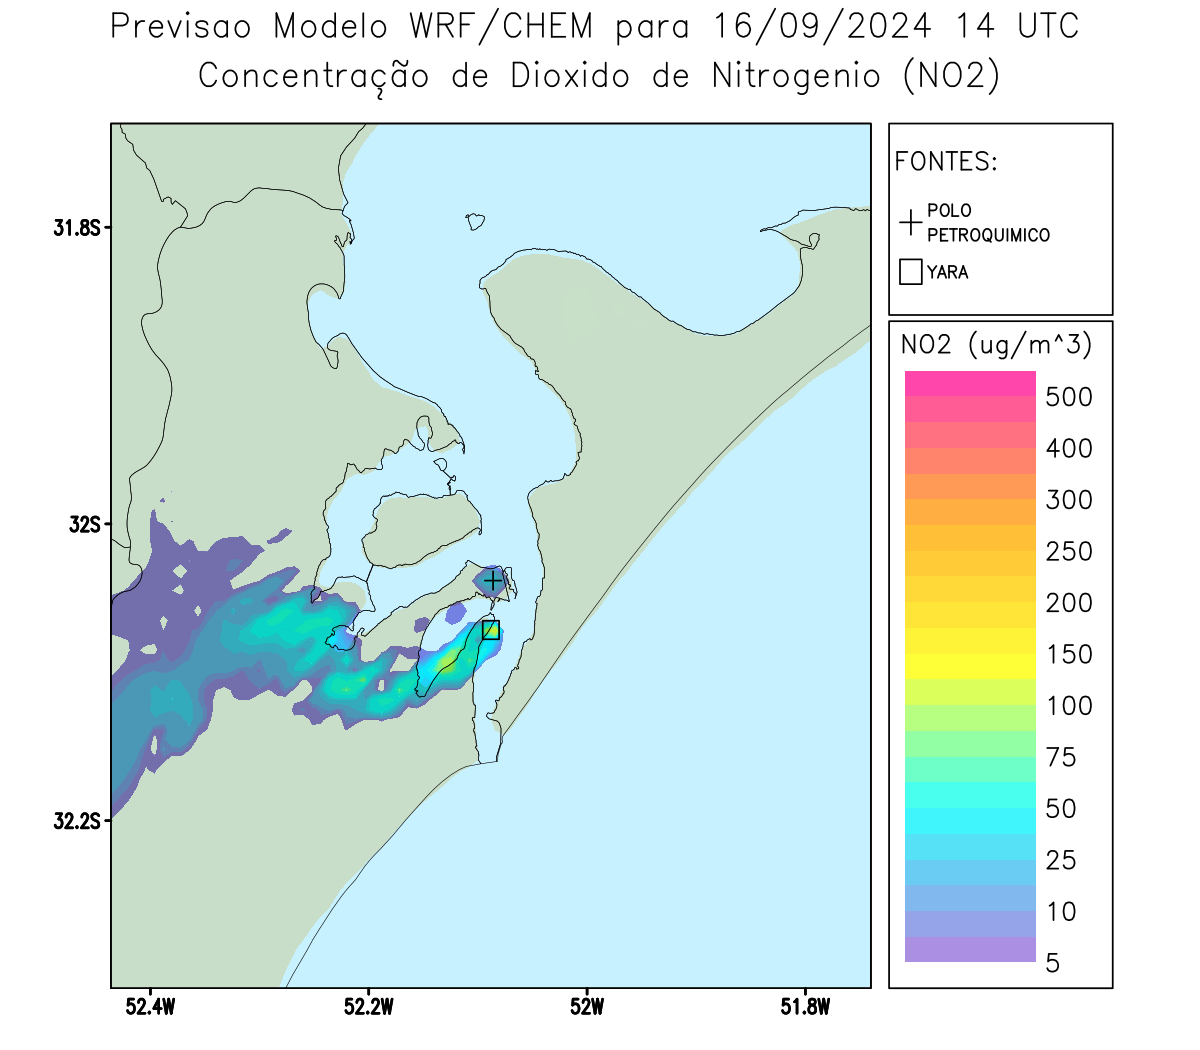 Previsao Modelo WRF/CHEM para 16/09/2024 14 UTC
Concentração de Dioxido de Nitrogenio (NO2)
FONTES:
POLO
PETROQUIMICO
YARA
31.8S
32S
32.2S
52.4W
52.2W
52W
51.8W
NO2 (ug/m^3)
500
400
300
250
200
150
100
75
50
25
10
5